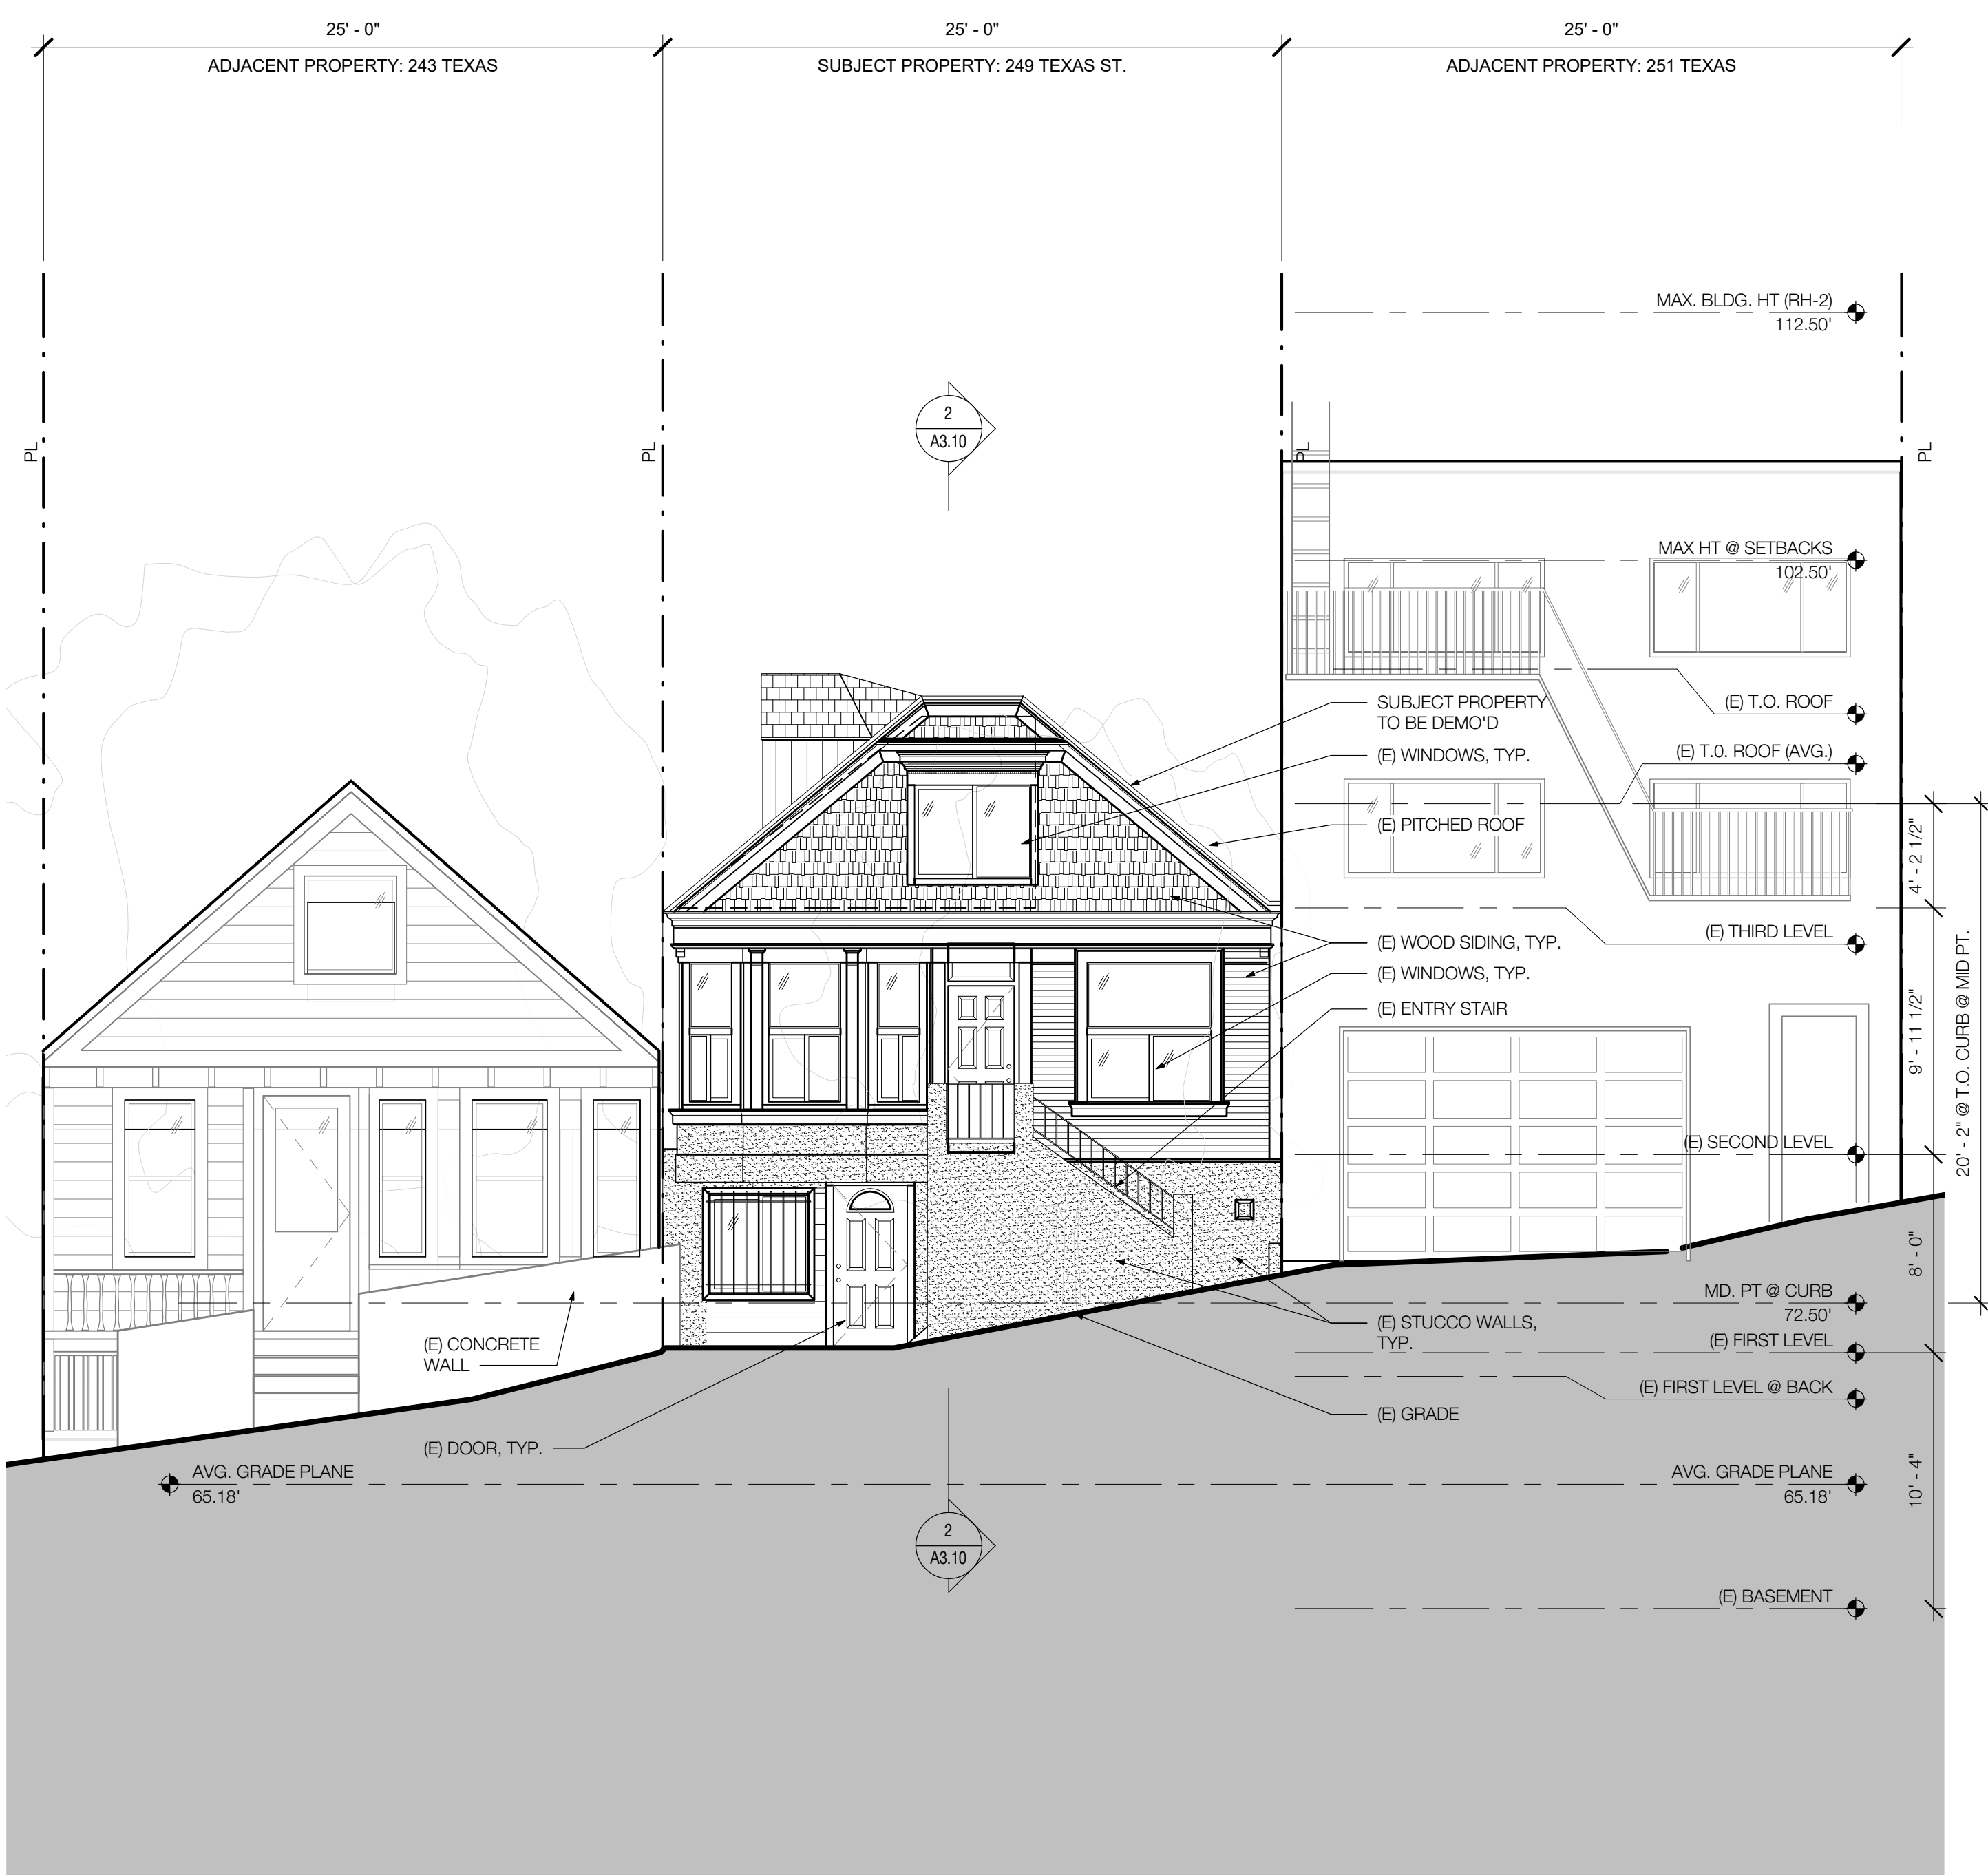 25' - 0"
25' - 0"
25' - 0"
ADJACENT PROPERTY: 243 TEXAS
SUBJECT PROPERTY: 249 TEXAS ST.
ADJACENT PROPERTY: 251 TEXAS
MAX. BLDG. HT (RH-2)
112.50'
2
A3.10
PL
PL
PL
PL
MAX HT @ SETBACKS
102.50'
SUBJECT PROPERTY
TO BE DEMO'D
(E) T.O. ROOF
(E) WINDOWS, TYP.
(E) T.0. ROOF (AVG.)
(E) PITCHED ROOF
4' - 2 1/2"
(E) THIRD LEVEL
(E) WOOD SIDING, TYP.
(E) WINDOWS, TYP.
(E) ENTRY STAIR
9' - 11 1/2"
20' - 2" @ T.O. CURB @ MID PT.
(E) SECOND LEVEL
8' - 0"
MD. PT @ CURB
72.50'
(E) STUCCO WALLS,
TYP.
(E) FIRST LEVEL
(E) CONCRETE
WALL
(E) FIRST LEVEL @ BACK
(E) GRADE
(E) DOOR, TYP.
AVG. GRADE PLANE
65.18'
AVG. GRADE PLANE
65.18'
10' - 4"
2
A3.10
(E) BASEMENT